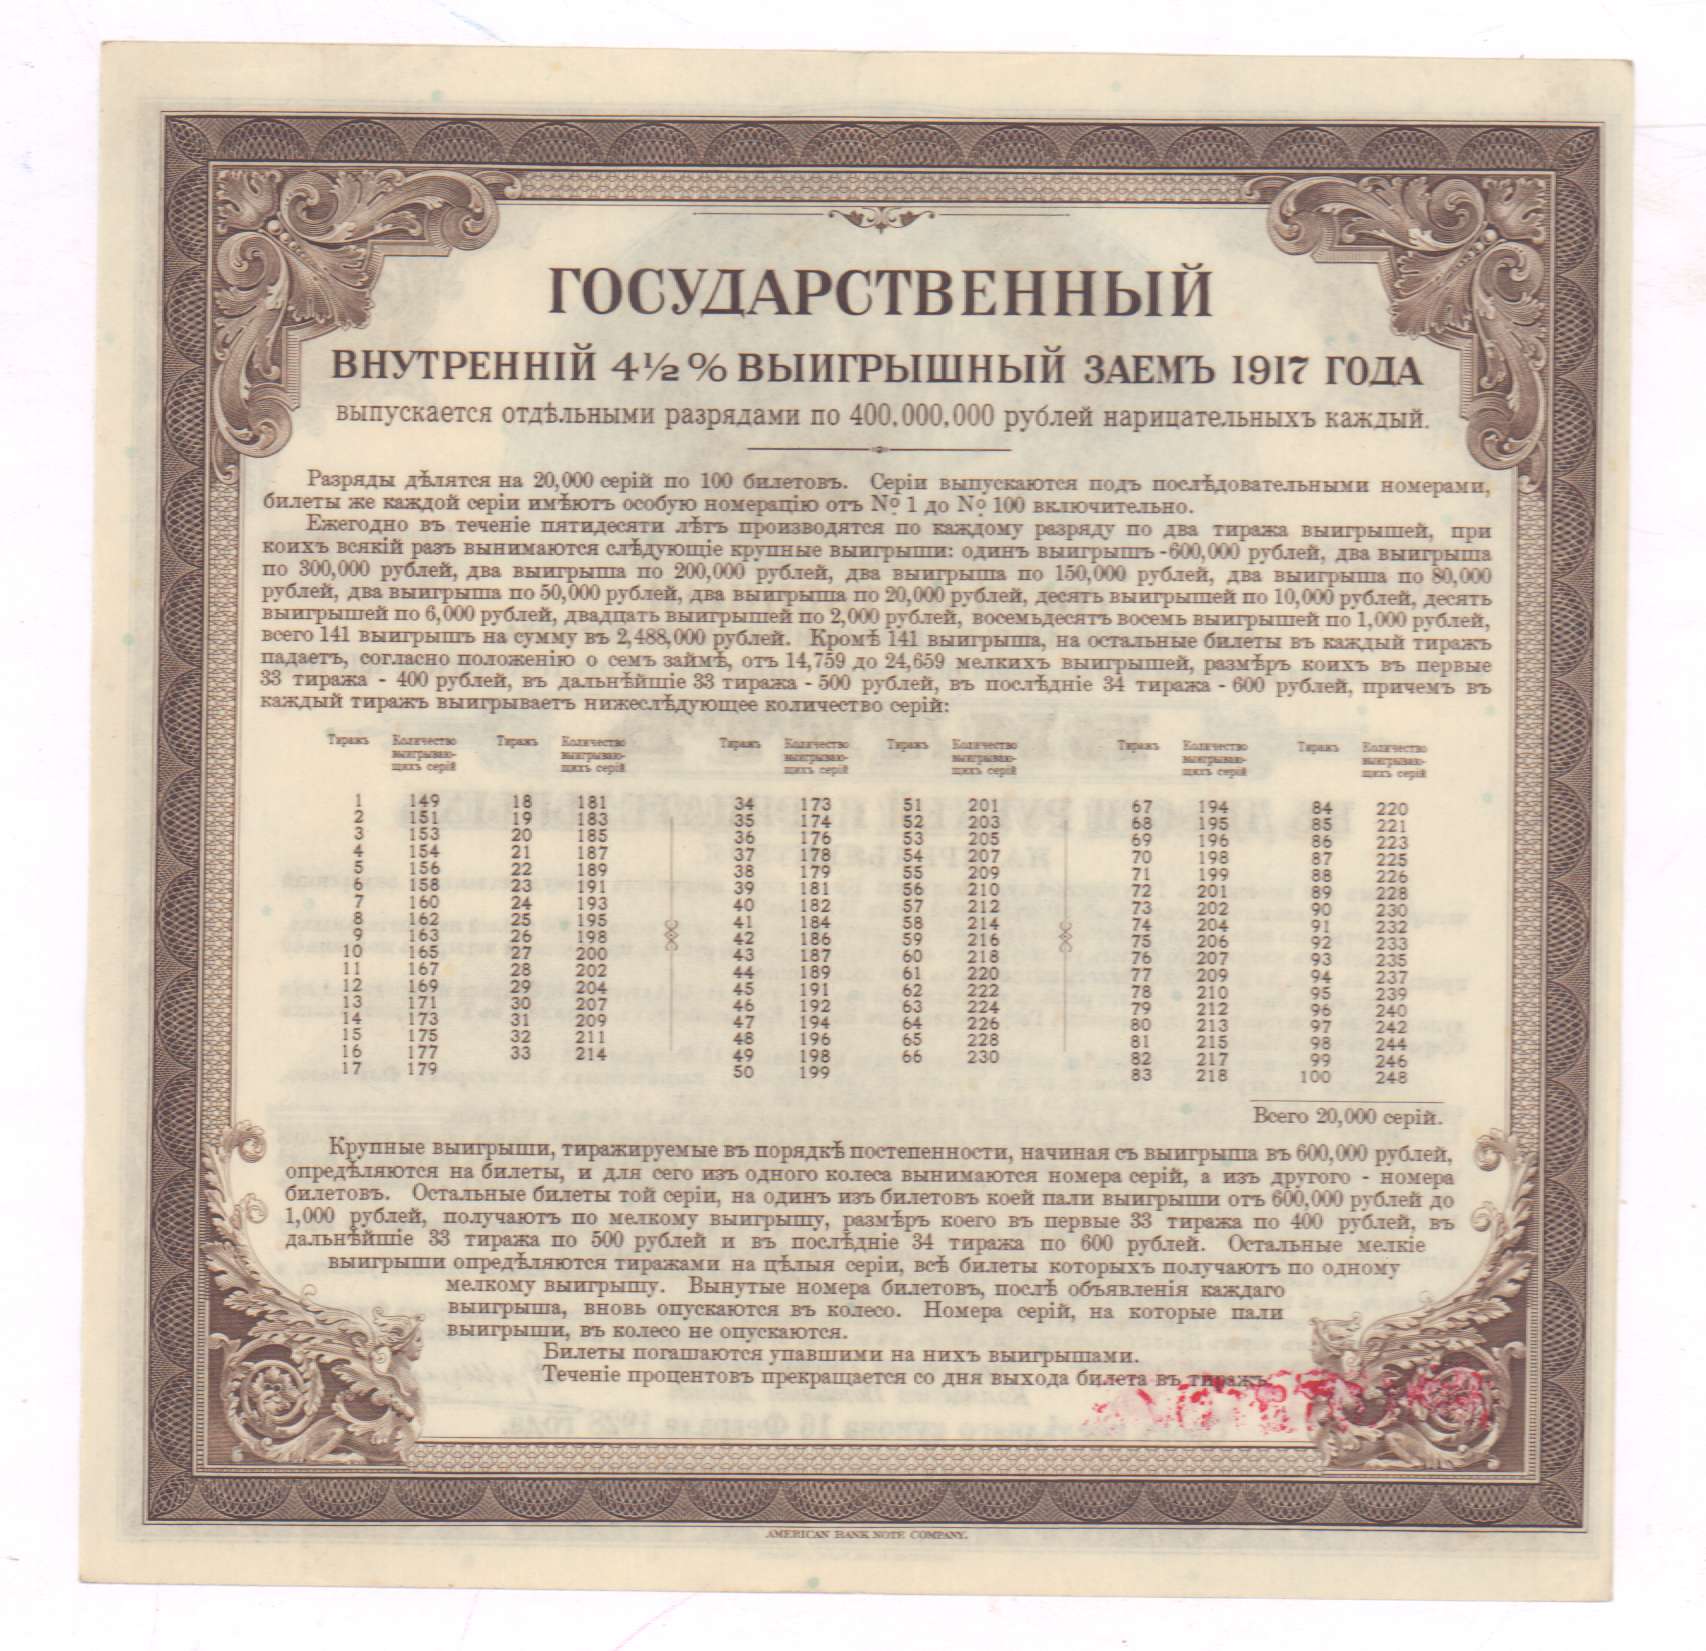 ГОСУДАРСТВЕННЫЙ
ВНУТРЕННІЙ 4½% ВЫИГРЫШНЫЙ ЗАЕМЪ 1917 ГОДА
выпускается отдѣльными разрядами по 400,000,000 рублей нарицательныхъ каждый.
Разряды дѣлятся на 20,000 серій по 100 билетовъ. Серіи выпускаются подъ послѣдовательными номерами,
билеты же каждой серіи имѣютъ особую номерацію отъ № 1 до № 100 включительно.
Ежегодно въ теченіе пятидесяти лѣтъ производятся по каждому разряду по два тиража выигрышей, при
коихъ всякій разъ вынимаются слѣдующіе крупные выигрыши: одинъ выигрышъ -600,000 рублей, два выигрыша
по 300,000 рублей, два выигрыша по 200,000 рублей, два выигрыша по 150,000 рублей, два выигрыша по 80,000
рублей, два выигрыша по 50,000 рублей, два выигрыша по 20,000 рублей, десять выигрышей по 10,000 рублей, десять
выигрышей по 6,000 рублей, двадцать выигрышей по 2,000 рублей, восемьдесятъ восемь выигрышей по 1,000 рублей,
всего 141 выигрышъ на сумму въ 2,488,000 рублей. Кромѣ 141 выигрыша, на остальные билеты въ каждый тиражъ
падаетъ, согласно положенію о семъ займѣ, отъ 14,759 до 24,659 мелкихъ выигрышей, размѣръ коихъ въ первые
33 тиража - 400 рублей, въ дальнѣйшіе 33 тиража - 500 рублей, въ послѣдніе 34 тиража - 600 рублей, причемъ въ
каждый тиражъ выигрываетъ нижеслѣдующее количество серій:
Тиражъ Количество Тиражъ Количество Тиражъ Количество Тиражъ Количество Тиражъ Количество Тиражъ Количество
выигрываю- выигрываю- выигрываю- выигрываю- выигрываю- выигрываю-
щихъ серій щихъ серій щихъ серій щихъ серій щихъ серій щихъ серій
1 149 18 181 34 173 51 201 67 194 84 220
2 151 19 183 35 174 52 203 68 195 85 221
3 153 20 185 36 176 53 205 69 196 86 223
4 154 21 187 37 178 54 207 70 198 87 225
5 156 22 189 38 179 55 209 71 199 88 226
6 158 23 191 39 181 56 210 72 201 89 228
7 160 24 193 40 182 57 212 73 202 90 230
8 162 25 195 41 184 58 214 74 204 91 232
9 163 26 198 42 186 59 216 75 206 92 233
10 165 27 200 43 187 60 218 76 207 93 235
11 167 28 202 44 189 61 220 77 209 94 237
12 169 29 204 45 191 62 222 78 210 95 239
13 171 30 207 46 192 63 224 79 212 96 240
14 173 31 209 47 194 64 226 80 213 97 242
15 175 32 211 48 196 65 228 81 215 98 244
16 177 33 214 49 198 66 230 82 217 99 246
17 179 50 199 83 218 100 248
Всего 20,000 серій.
Крупные выигрыши, тиражируемые въ порядкѣ постепенности, начиная съ выигрыша въ 600,000 рублей,
опредѣляются на билеты, и для сего изъ одного колеса вынимаются номера серій, а изъ другого - номера
билетовъ. Остальные билеты той серіи, на одинъ изъ билетовъ коей пали выигрыши отъ 600,000 рублей до
1,000 рублей, получаютъ по мелкому выигрышу, размѣръ коего въ первые 33 тиража по 400 рублей, въ
дальнѣйшіе 33 тиража по 500 рублей и въ послѣдніе 34 тиража по 600 рублей. Остальные мелкіе
выигрыши опредѣляются тиражами на цѣлыя серіи, всѣ билеты которыхъ получаютъ по одному
мелкому выигрышу. Вынутые номера билетовъ, послѣ объявленія каждаго
выигрыша, вновь опускаются въ колесо. Номера серій, на которые пали
выигрыши, въ колесо не опускаются.
Билеты погашаются упавшими на нихъ выигрышами.
Теченіе процентовъ прекращается со дня выхода билета въ тиражъ.
AMERICAN BANK NOTE COMPANY.